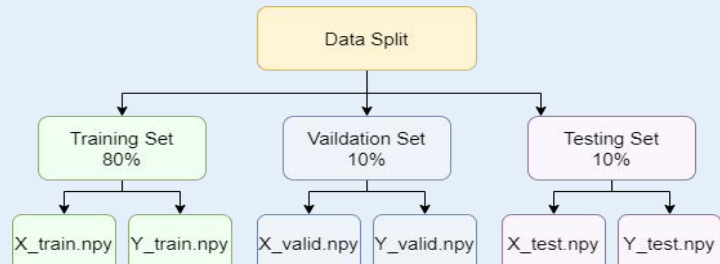 Data Split
Training Set
80%
Vaildation Set
10%
Testing Set
10%
X_train.npy
Y_train.npy
X_valid.npy
Y_valid.npy
X_test.npy
Y_test.npy